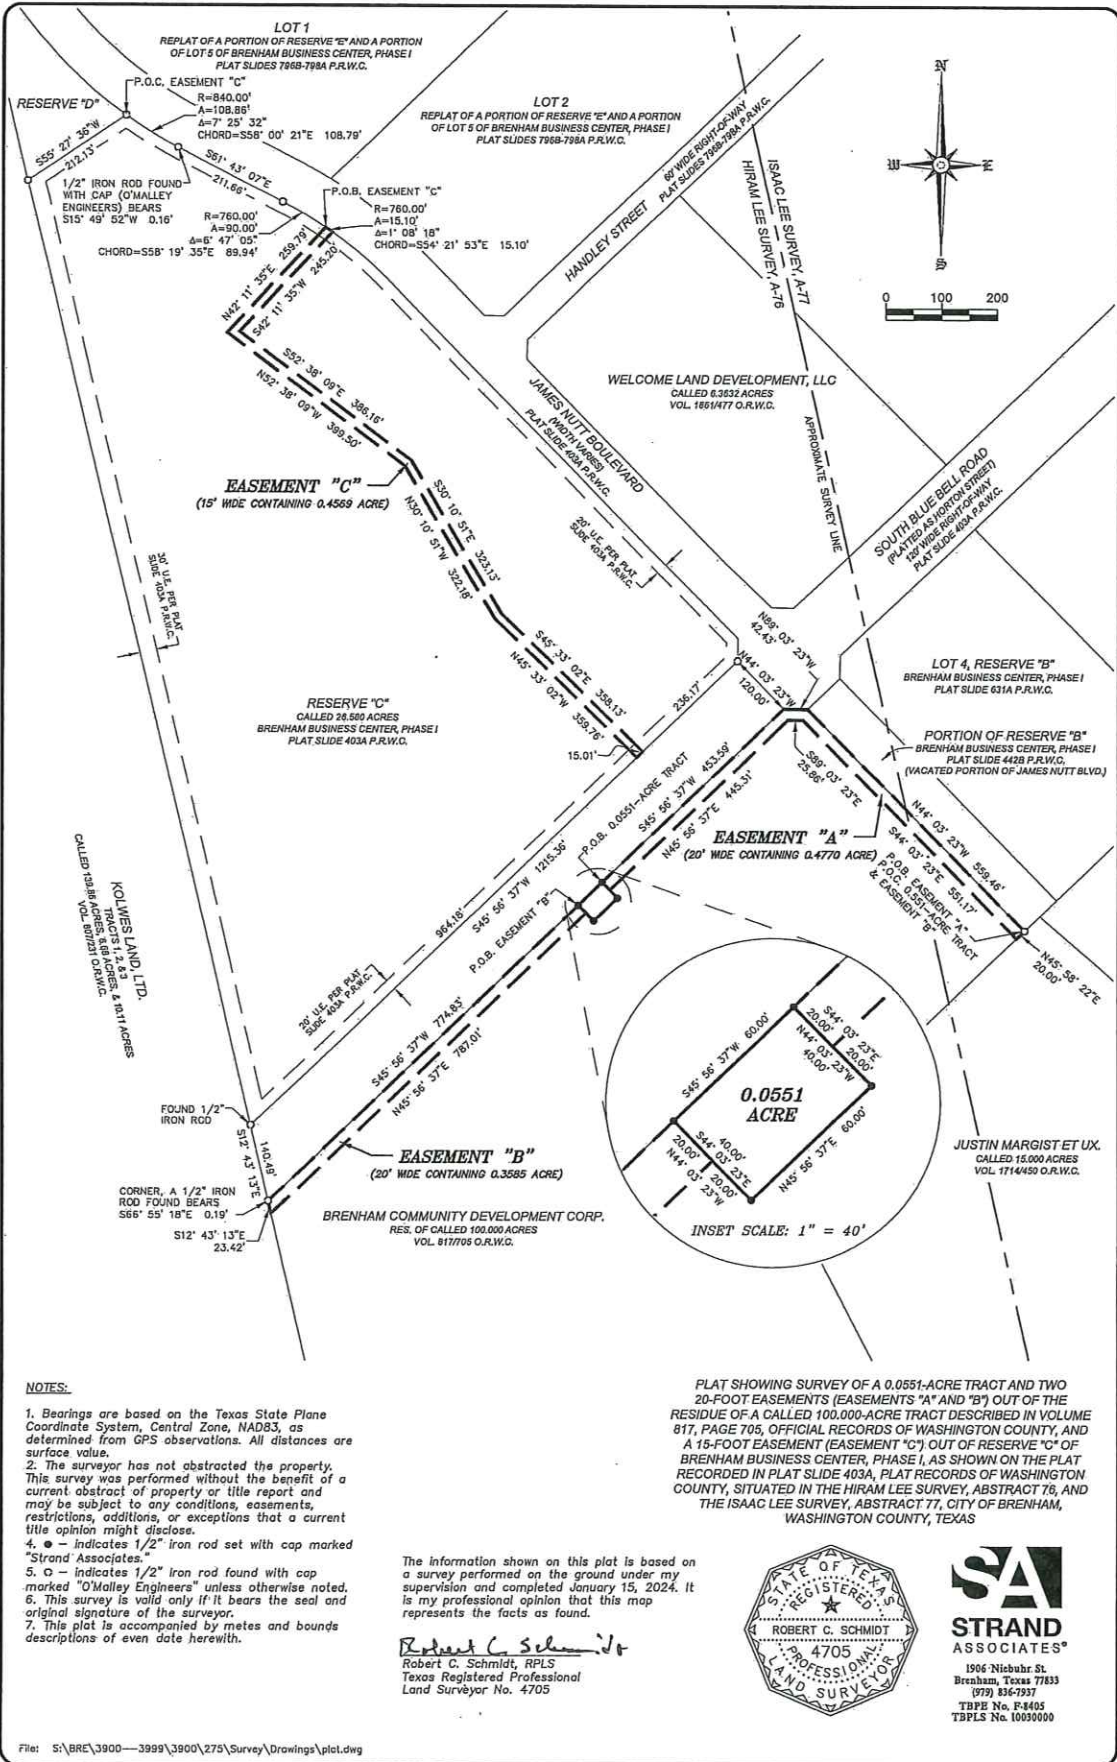 LOT 1
REPLAT OF A PORTION OF RESERVE "E" AND A PORTION
OF LOT 5 OF BRENHAM BUSINESS CENTER, PHASE I
PLAT SLIDES 796B-798A P.R.W.C.
P.O.C. EASEMENT "C"
RESERVE "D"
R=840.00'
A=108.86'
Δ=7° 25' 32"
CHORD=S58° 00' 21"E 108.79'
LOT 2
REPLAT OF A PORTION OF RESERVE "E" AND A PORTION
OF LOT 5 OF BRENHAM BUSINESS CENTER, PHASE I
PLAT SLIDES 796B-798A P.R.W.C.
S55° 27' 36"W
212.13'
S61° 43' 07"E
211.66'
1/2" IRON ROD FOUND
WITH CAP (O'MALLEY
ENGINEERS) BEARS
S15° 49' 52"W 0.16'
P.O.B. EASEMENT "C"
R=760.00'
A=15.10'
Δ=1° 08' 18"
CHORD=S54° 21' 53"E 15.10'
R=760.00'
A=90.00'
Δ=6° 47' 05"
CHORD=S58° 19' 35"E 89.94'
HANDLEY STREET
60' WIDE RIGHT-OF-WAY
PLAT SLIDES 796B-798A P.R.W.C.
ISAAC LEE SURVEY, A-77
HIRAM LEE SURVEY, A-76
N
W
E
S
0 100 200
N42° 11' 35"E 259.79'
S42° 11' 35"W 245.20'
S52° 38' 09"E 386.16'
N52° 38' 09"W 399.50'
WELCOME LAND DEVELOPMENT, LLC
CALLED 6.3632 ACRES
VOL. 1861/477 O.R.W.C.
JAMES NUTT BOULEVARD
(WIDTH VARIES)
PLAT SLIDE 403A P.R.W.C.
APPROXIMATE SURVEY LINE
SOUTH BLUE BELL ROAD
(PLATTED AS HORTON STREET)
120' WIDE RIGHT-OF-WAY
PLAT SLIDE 403A P.R.W.C.
EASEMENT "C"
(15' WIDE CONTAINING 0.4569 ACRE)
S30° 10' 51"E 323.13'
N30° 10' 51"W 322.18'
20' U.E. PER PLAT
SLIDE 403A P.R.W.C.
30' U.E. PER PLAT
SLIDE 403A P.R.W.C.
N89° 03' 23"W
42.43'
N44° 03' 23"W
120.00'
S45° 33' 02"E 358.13'
N45° 33' 02"W 359.76'
236.17'
15.01'
LOT 4, RESERVE "B"
BRENHAM BUSINESS CENTER, PHASE I
PLAT SLIDE 631A P.R.W.C.
RESERVE "C"
CALLED 26.580 ACRES
BRENHAM BUSINESS CENTER, PHASE I
PLAT SLIDE 403A P.R.W.C.
PORTION OF RESERVE "B"
BRENHAM BUSINESS CENTER, PHASE I
PLAT SLIDE 442B P.R.W.C.
(VACATED PORTION OF JAMES NUTT BLVD.)
S89° 03' 23"E
25.86'
P.O.B. 0.0551-ACRE TRACT
S45° 56' 37"W 453.59'
N45° 56' 37"E 445.31'
EASEMENT "A"
(20' WIDE CONTAINING 0.4770 ACRE)
N44° 03' 23"W 559.46'
S44° 03' 23"E 551.17'
P.O.B. EASEMENT "A"
P.O.C. 0.551-ACRE TRACT
& EASEMENT "B"
N45° 58' 22"E
20.00'
KOLWES LAND, LTD.
TRACTS 1, 2, & 3
CALLED 139.86 ACRES, 8.68 ACRES, & 10.11 ACRES
VOL. 807/231 O.R.W.C.
964.18'
S45° 56' 37"W 1215.36'
P.O.B. EASEMENT "B"
20' U.E. PER PLAT
SLIDE 403A P.R.W.C.
S45° 56' 37"W 774.83'
N45° 56' 37"E 787.01'
FOUND 1/2"
IRON ROD
S12° 43' 13"E
140.49'
CORNER, A 1/2" IRON
ROD FOUND BEARS
S66° 55' 18"E 0.19'
S12° 43' 13"E
23.42'
EASEMENT "B"
(20' WIDE CONTAINING 0.3585 ACRE)
BRENHAM COMMUNITY DEVELOPMENT CORP.
RES. OF CALLED 100.000 ACRES
VOL. 817/705 O.R.W.C.
S45° 56' 37"W 60.00'
S44° 03' 23"E
20.00' 20.00'
N44° 03' 23"W
40.00'
0.0551
ACRE
40.00'
S44° 03' 23"E
20.00' 20.00'
N44° 03' 23"W
N45° 56' 37"E 60.00'
INSET SCALE: 1" = 40'
JUSTIN MARGIST ET UX.
CALLED 15.000 ACRES
VOL. 1714/450 O.R.W.C.
NOTES:
1. Bearings are based on the Texas State Plane
Coordinate System, Central Zone, NAD83, as
determined from GPS observations. All distances are
surface value.
2. The surveyor has not abstracted the property.
This survey was performed without the benefit of a
current abstract of property or title report and
may be subject to any conditions, easements,
restrictions, additions, or exceptions that a current
title opinion might disclose.
4. ● – indicates 1/2" iron rod set with cap marked
"Strand Associates."
5. O – indicates 1/2" iron rod found with cap
marked "O'Malley Engineers" unless otherwise noted.
6. This survey is valid only if it bears the seal and
original signature of the surveyor.
7. This plat is accompanied by metes and bounds
descriptions of even date herewith.
PLAT SHOWING SURVEY OF A 0.0551-ACRE TRACT AND TWO
20-FOOT EASEMENTS (EASEMENTS "A" AND "B") OUT OF THE
RESIDUE OF A CALLED 100.000-ACRE TRACT DESCRIBED IN VOLUME
817, PAGE 705, OFFICIAL RECORDS OF WASHINGTON COUNTY, AND
A 15-FOOT EASEMENT (EASEMENT "C") OUT OF RESERVE "C" OF
BRENHAM BUSINESS CENTER, PHASE I, AS SHOWN ON THE PLAT
RECORDED IN PLAT SLIDE 403A, PLAT RECORDS OF WASHINGTON
COUNTY, SITUATED IN THE HIRAM LEE SURVEY, ABSTRACT 76, AND
THE ISAAC LEE SURVEY, ABSTRACT 77, CITY OF BRENHAM,
WASHINGTON COUNTY, TEXAS
The information shown on this plat is based on
a survey performed on the ground under my
supervision and completed January 15, 2024. It
is my professional opinion that this map
represents the facts as found.
Robert C. Schmidt
Robert C. Schmidt, RPLS
Texas Registered Professional
Land Surveyor No. 4705
STATE OF TEXAS
REGISTERED
ROBERT C. SCHMIDT
4705
PROFESSIONAL
LAND SURVEYOR
SA
STRAND
ASSOCIATES®
1906 Niebuhr St.
Brenham, Texas 77833
(979) 836-7937
TBPE No. F-8405
TBPLS No. 10030000
File: S:\BRE\3900---3999\3900\275\Survey\Drawings\plat.dwg